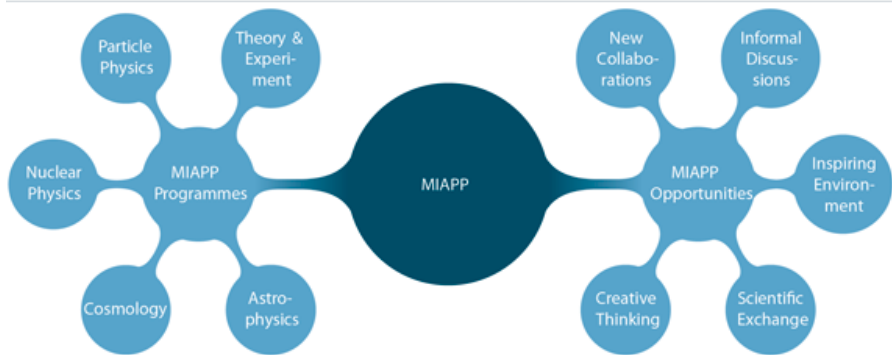 Particle
Physics
Theory &
Experi-
ment
Nuclear
Physics
MIAPP
Programmes
Cosmology
Astro-
physics
MIAPP
New
Collabo-
rations
Informal
Discus-
sions
MIAPP
Opportunities
Inspiring
Environ-
ment
Creative
Thinking
Scientific
Exchange